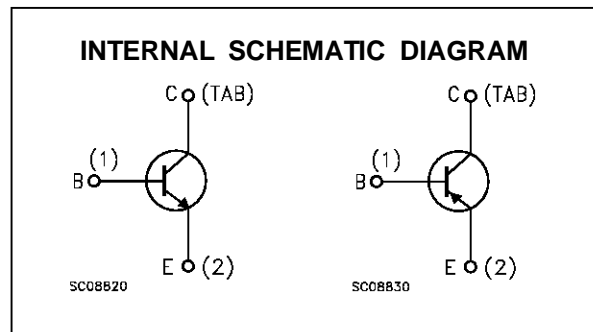 INTERNAL SCHEMATIC DIAGRAM
C (TAB) C (TAB)
(1) (1)
B B
E (2) E (2)
SC08820 SC08830